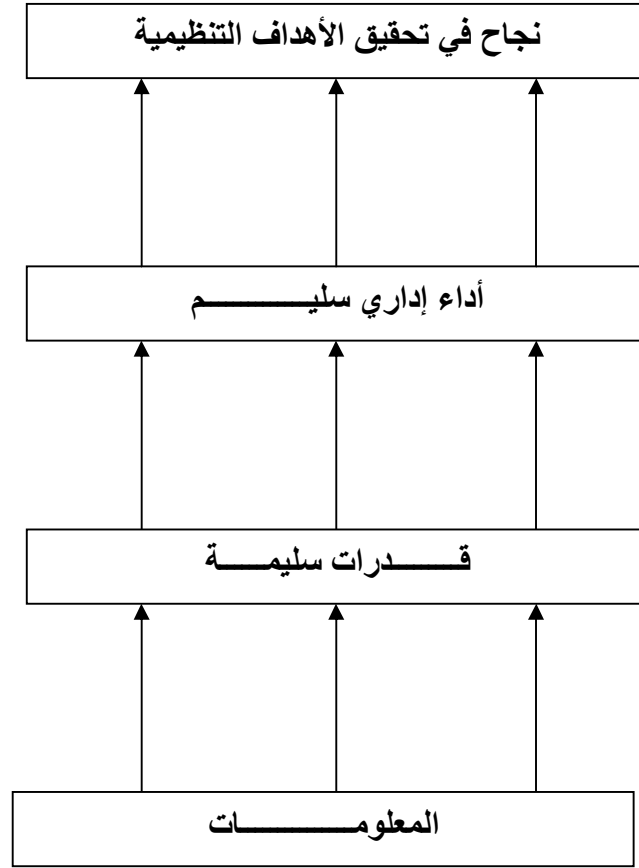 نجاح في تحقيق الأهداف التنظيمية
أداء إداري سليـــــــــم
قـــــــدرات سليمـــــة
المعلومـــــــــات